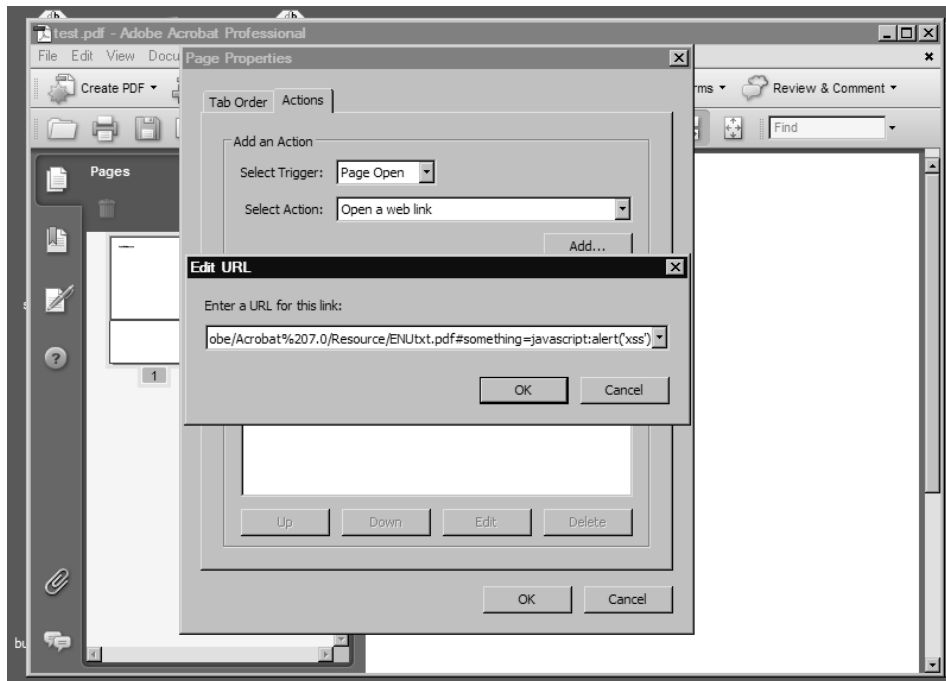 test.pdf - Adobe Acrobat Professional
File Edit View Docu
Page Properties
Create PDF
rms
Review & Comment
Tab Order Actions
Find
Add an Action
Pages
Select Trigger: Page Open
Select Action: Open a web link
Add...
Edit URL
Enter a URL for this link:
obe/Acrobat%207.0/Resource/ENUtxt.pdf#something=javascript:alert('xss')
OK Cancel
1
Up Down Edit Delete
OK Cancel
bu